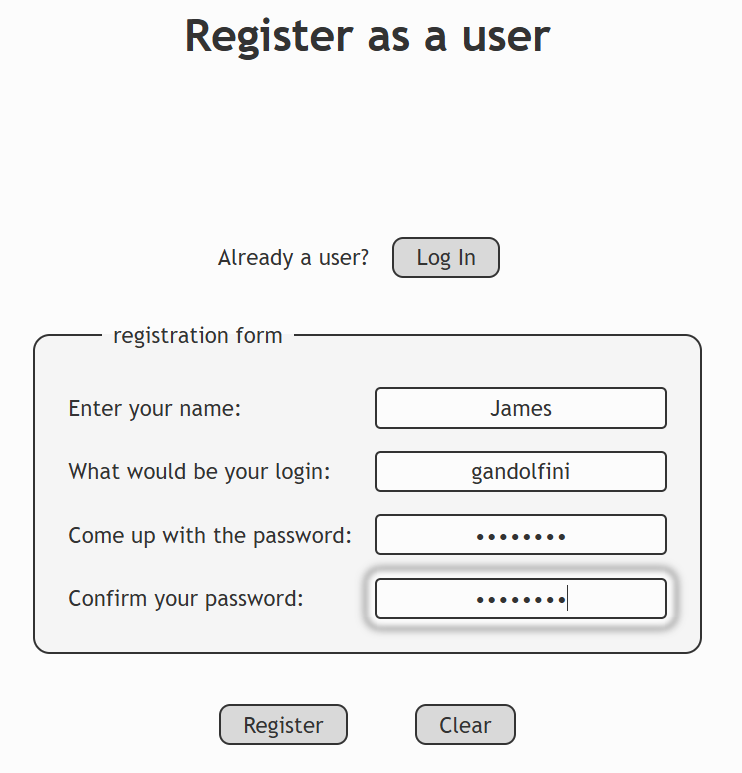 Register as a user
Already a user? Log In
registration form
Enter your name: James
What would be your login: gandolfini
Come up with the password: ••••••••
Confirm your password: ••••••••
Register Clear